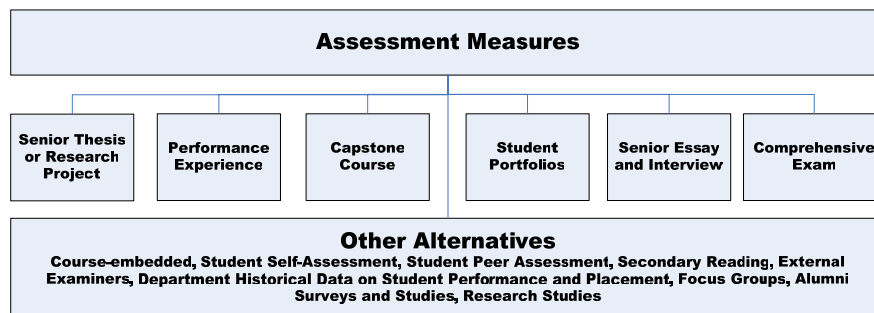 Assessment Measures
Senior Thesis
or Research
Project
Performance
Experience
Capstone
Course
Student
Portfolios
Senior Essay
and Interview
Comprehensive
Exam
Other Alternatives
Course-embedded, Student Self-Assessment, Student Peer Assessment, Secondary Reading, External
Examiners, Department Historical Data on Student Performance and Placement, Focus Groups, Alumni
Surveys and Studies, Research Studies